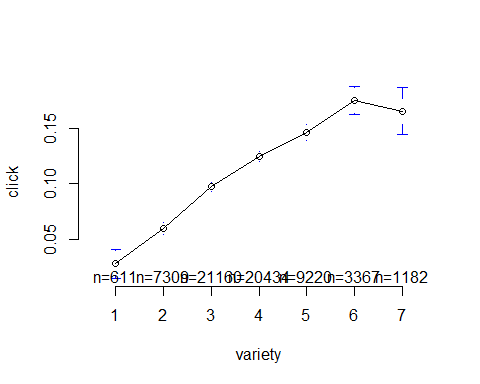 0.15
0.10
0.05
click
n=611 n=7309 n=21160 n=20434 n=9220 n=3367 n=1182
1 2 3 4 5 6 7
variety